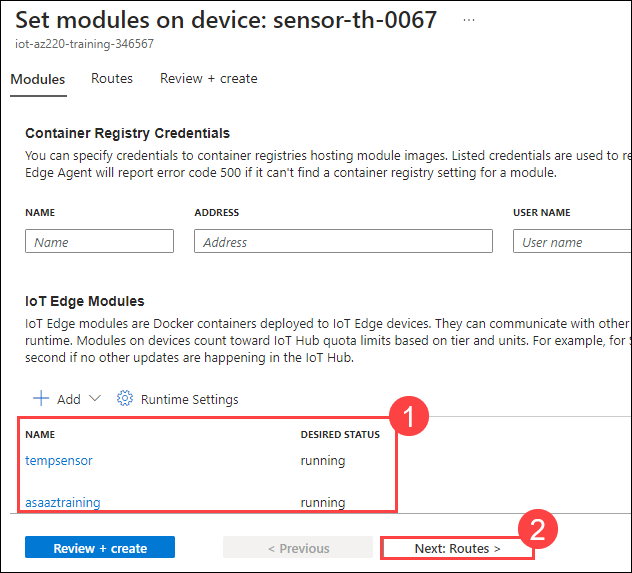 Set modules on device: sensor-th-0067 ...
iot-az220-training-346567
Modules Routes Review + create
Container Registry Credentials
You can specify credentials to container registries hosting module images. Listed credentials are used to re
Edge Agent will report error code 500 if it can't find a container registry setting for a module.
NAME ADDRESS USER NAME
Name Address User name
IoT Edge Modules
IoT Edge modules are Docker containers deployed to IoT Edge devices. They can communicate with other
runtime. Modules on devices count toward IoT Hub quota limits based on tier and units. For example, for S
second if no other updates are happening in the IoT Hub.
Add Runtime Settings
1
NAME DESIRED STATUS
tempsensor running
asaaztraining running
2
Review + create < Previous Next: Routes >